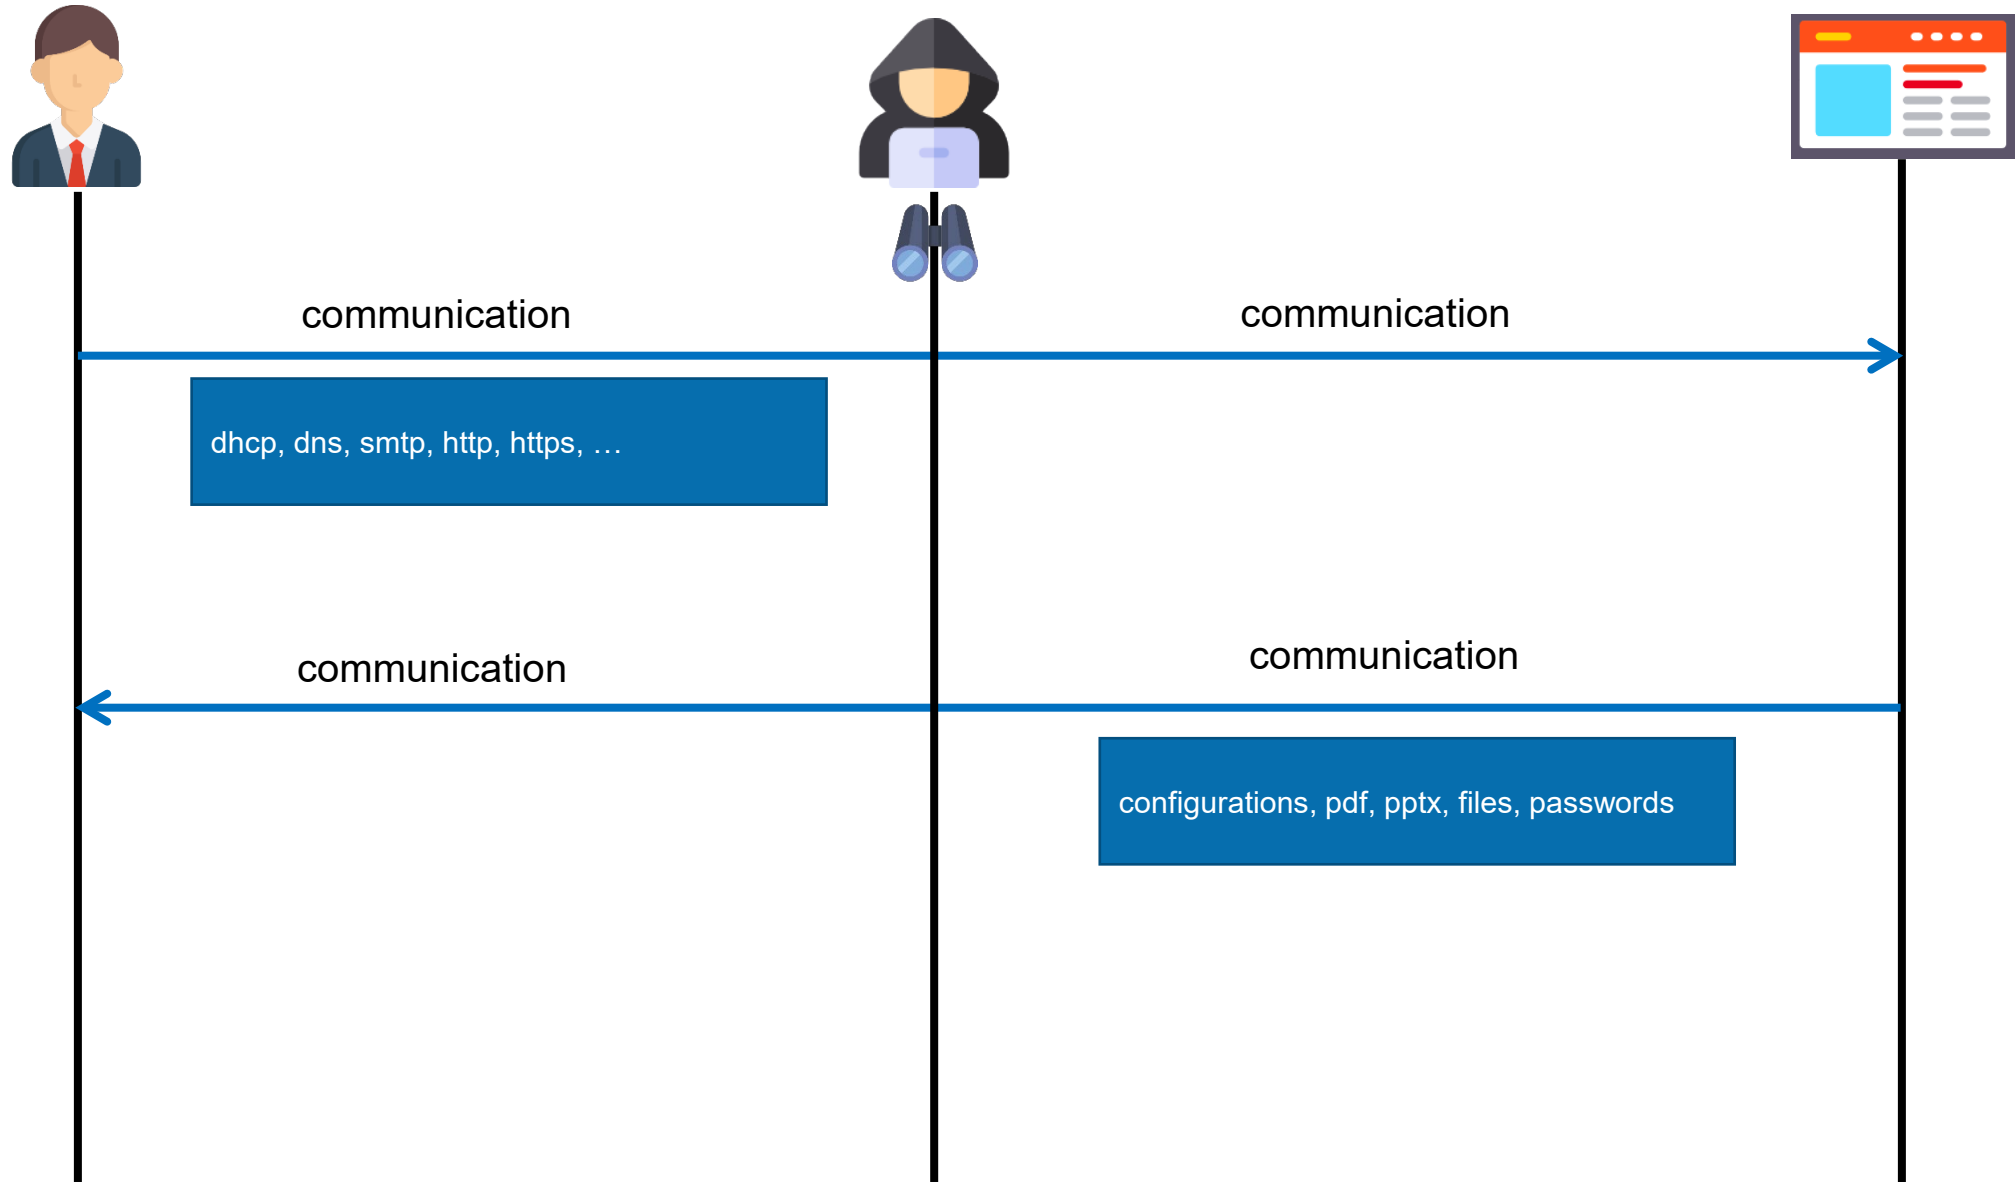 communication
communication
dhcp, dns, smtp, http, https, …
communication
communication
configurations, pdf, pptx, files, passwords